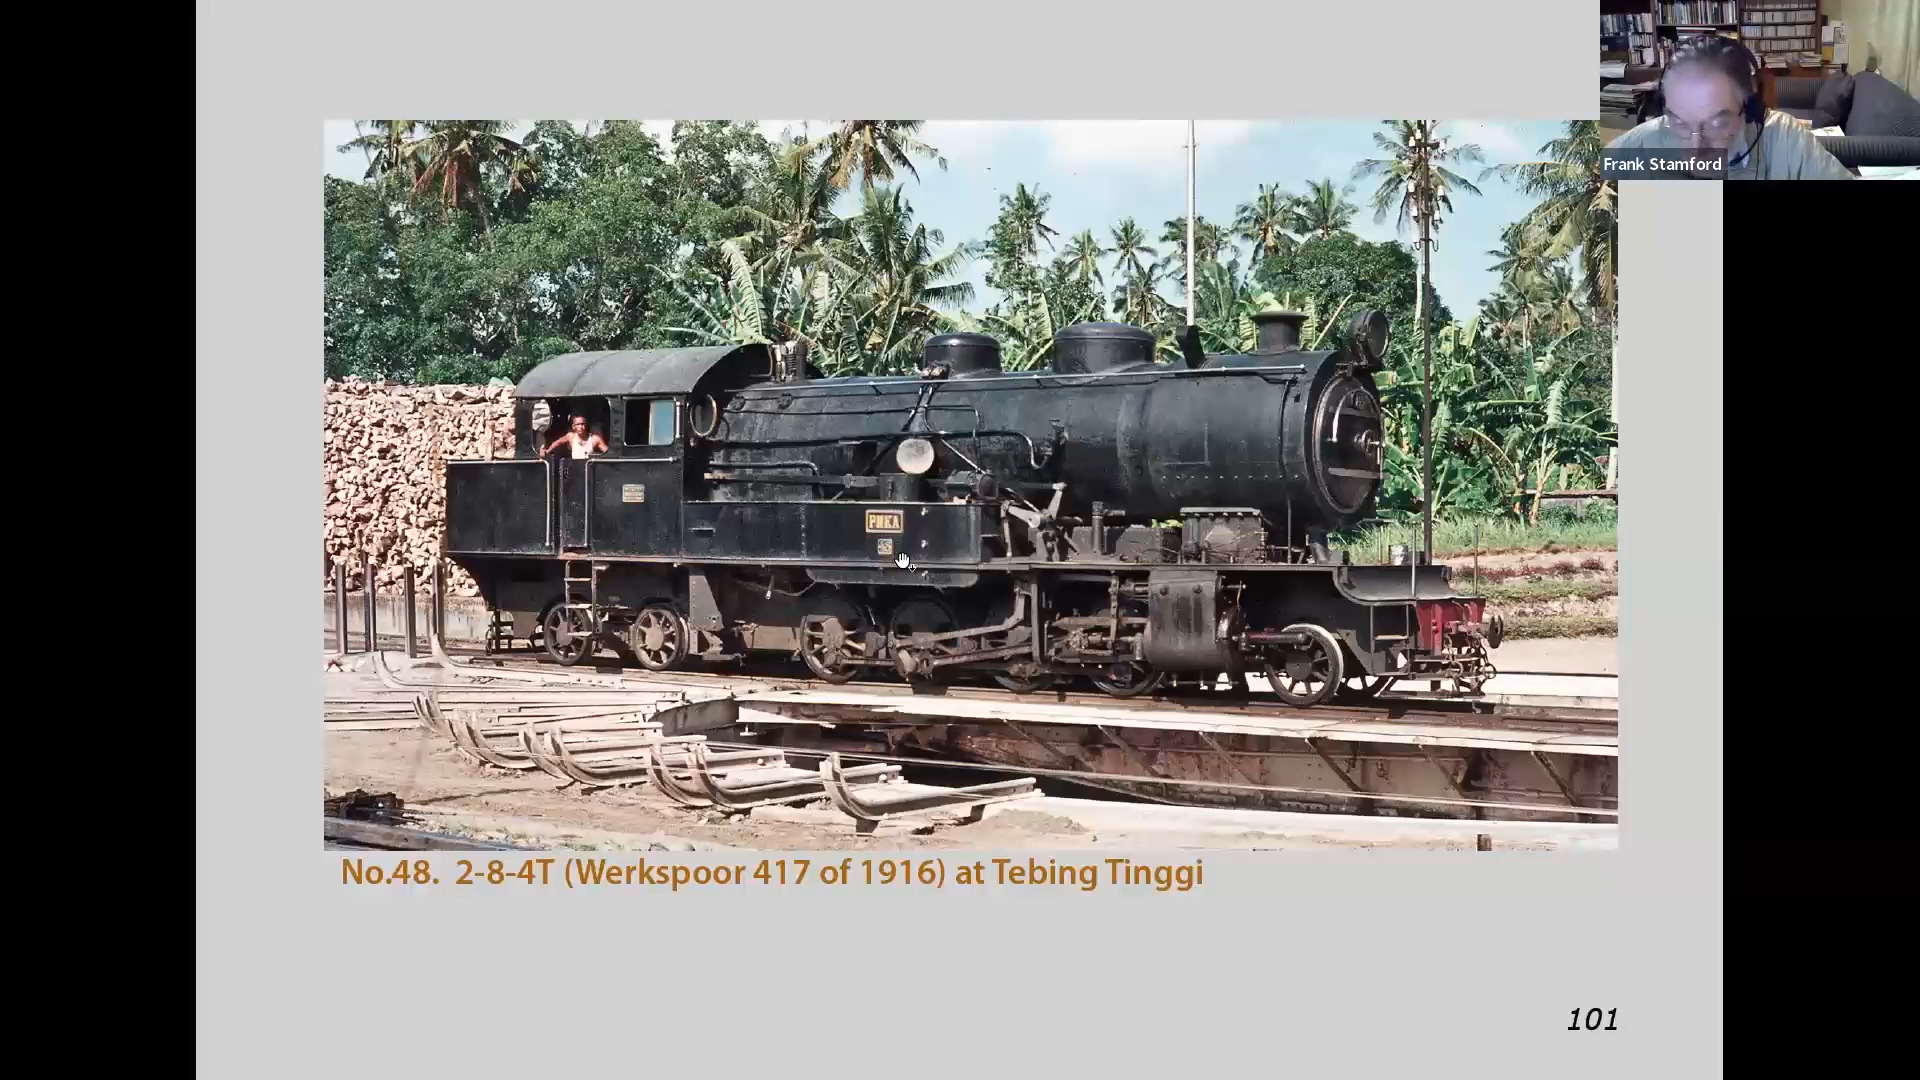 Frank Stamford
PNKA
No.48.  2-8-4T (Werkspoor 417 of 1916) at Tebing Tinggi
101